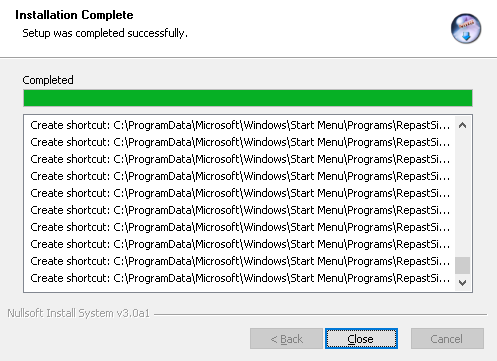 Installation Complete
Setup was completed successfully.
Completed
Create shortcut: C:\ProgramData\Microsoft\Windows\Start Menu\Programs\RepastSi...
Create shortcut: C:\ProgramData\Microsoft\Windows\Start Menu\Programs\RepastSi...
Create shortcut: C:\ProgramData\Microsoft\Windows\Start Menu\Programs\RepastSi...
Create shortcut: C:\ProgramData\Microsoft\Windows\Start Menu\Programs\RepastSi...
Create shortcut: C:\ProgramData\Microsoft\Windows\Start Menu\Programs\RepastSi...
Create shortcut: C:\ProgramData\Microsoft\Windows\Start Menu\Programs\RepastSi...
Create shortcut: C:\ProgramData\Microsoft\Windows\Start Menu\Programs\RepastSi...
Create shortcut: C:\ProgramData\Microsoft\Windows\Start Menu\Programs\RepastSi...
Create shortcut: C:\ProgramData\Microsoft\Windows\Start Menu\Programs\RepastSi...
Create shortcut: C:\ProgramData\Microsoft\Windows\Start Menu\Programs\RepastSi...
Nullsoft Install System v3.0a1
< Back
Close
Cancel